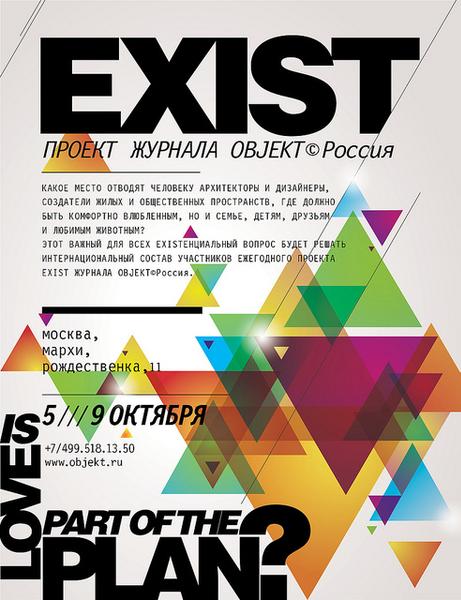 EXIST
ПРОЕКТ ЖУРНАЛА OBJEKT©Россия
КАКОЕ МЕСТО ОТВОДЯТ ЧЕЛОВЕКУ АРХИТЕКТОРЫ И ДИЗАЙНЕРЫ,
СОЗДАТЕЛИ ЖИЛЫХ И ОБЩЕСТВЕННЫХ ПРОСТРАНСТВ, ГДЕ ДОЛЖНО
БЫТЬ КОМФОРТНО ВЛЮБЛЕННЫМ, НО И СЕМЬЕ, ДЕТЯМ, ДРУЗЬЯМ
И ЛЮБИМЫМ ЖИВОТНЫМ?
ЭТОТ ВАЖНЫЙ ДЛЯ ВСЕХ EXISTЕНЦИАЛЬНЫЙ ВОПРОС БУДЕТ РЕШАТЬ
ИНТЕРНАЦИОНАЛЬНЫЙ СОСТАВ УЧАСТНИКОВ ЕЖЕГОДНОГО ПРОЕКТА
EXIST ЖУРНАЛА OBJEKT©Россия.
москва,
мархи,
рождественка,11
5///9 ОКТЯБРЯ
+7/499.518.13.50
www.objekt.ru
IS
LOVE
PART OF THE
PLAN?